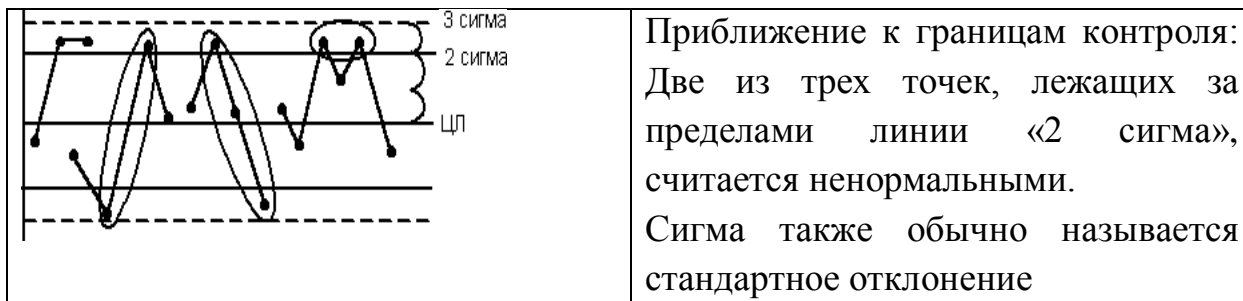 3 сигма
2 сигма
ЦЛ
Приближение к границам контроля:
Две из трех точек, лежащих за
пределами линии «2 сигма»,
считается ненормальными.
Сигма также обычно называется
стандартное отклонение